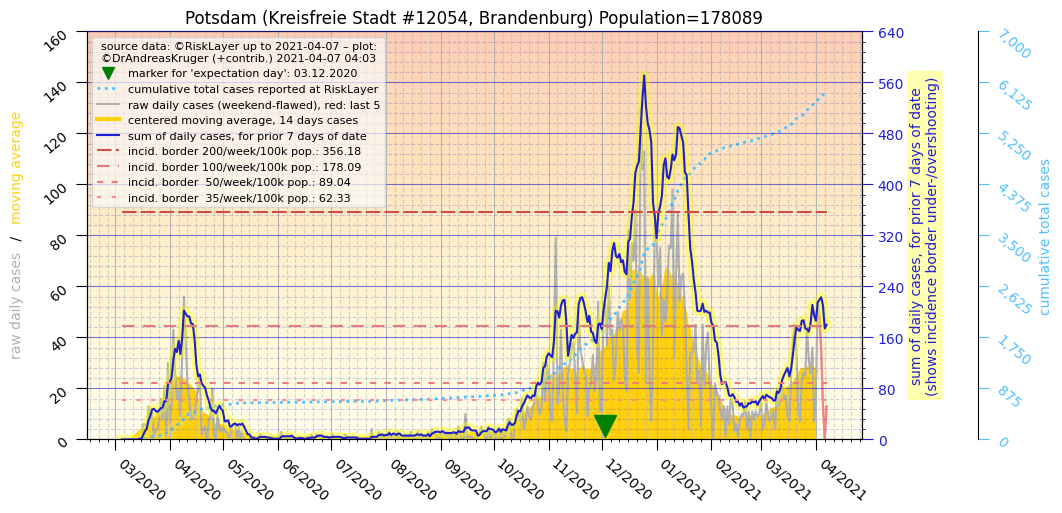 Potsdam (Kreisfreie Stadt #12054, Brandenburg) Population=178089
source data: ©RiskLayer up to 2021-04-07 – plot:
©DrAndreasKruger (+contrib.) 2021-04-07 04:03
marker for 'expectation day': 03.12.2020
cumulative total cases reported at RiskLayer
raw daily cases (weekend-flawed), red: last 5
centered moving average, 14 days cases
sum of daily cases, for prior 7 days of date
incid. border 200/week/100k pop.: 356.18
incid. border 100/week/100k pop.: 178.09
incid. border  50/week/100k pop.: 89.04
incid. border  35/week/100k pop.: 62.33
raw daily cases / moving average
160
140
120
100
80
60
40
20
0
03/2020
04/2020
05/2020
06/2020
07/2020
08/2020
09/2020
10/2020
11/2020
12/2020
01/2021
02/2021
03/2021
04/2021
640
560
480
400
320
240
160
80
0
sum of daily cases, for prior 7 days of date
(shows incidence border under-/overshooting)
7,000
6,125
5,250
4,375
3,500
2,625
1,750
875
0
cumulative total cases